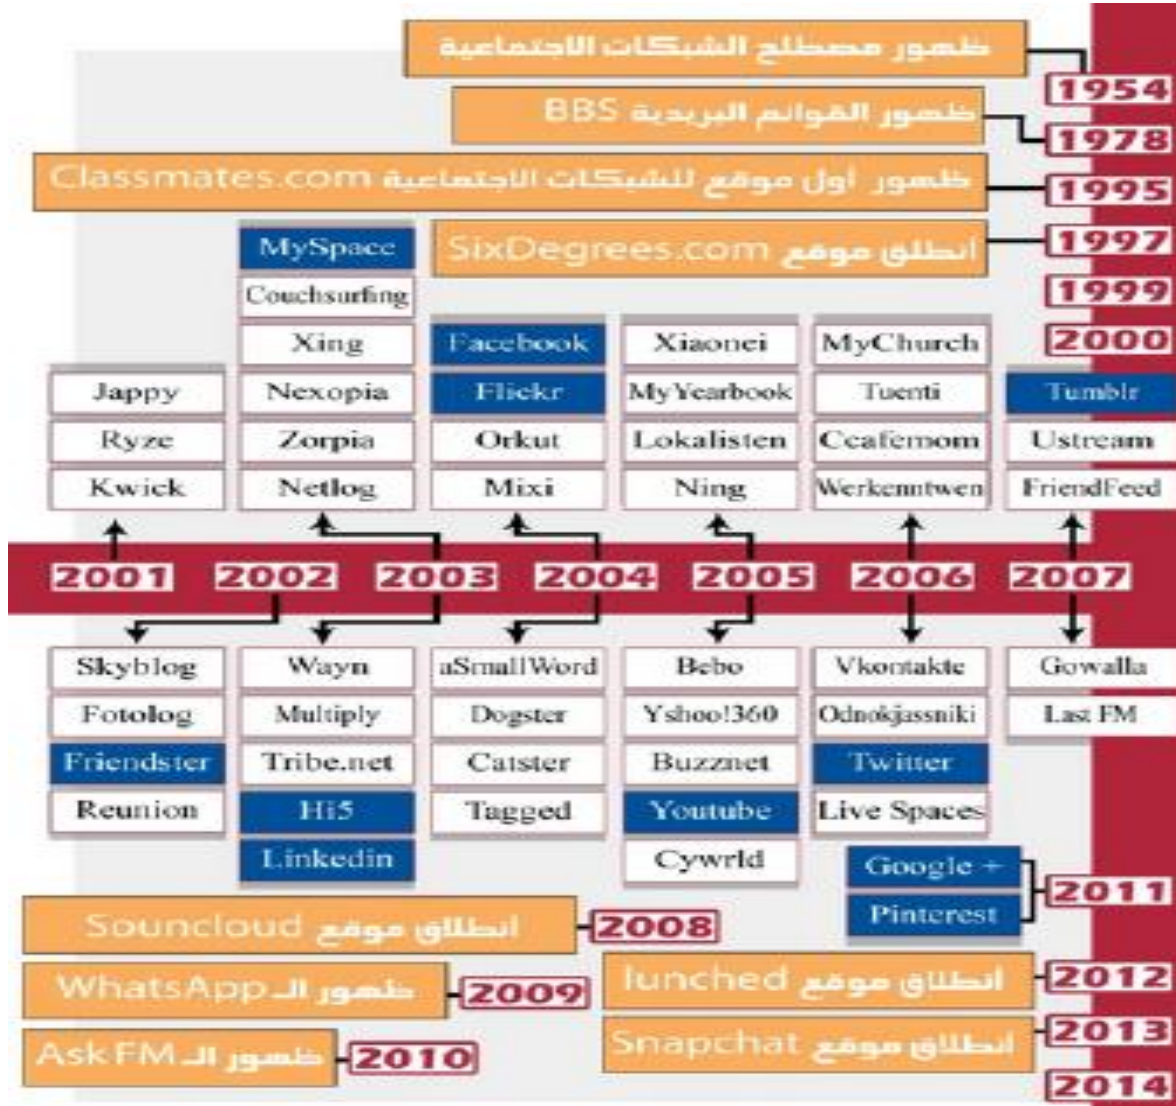 ظهور مصطلح الشبكات الاجتماعية
1954
ظهور القوائم البريدية BBS
1978
ظهور أول موقع للشبكات الاجتماعية Classmates.com
1995
انطلق موقع SixDegrees.com
1997
1999
2000
MySpace
Couchsurfing
Xing
Nexopia
Zorpia
Netlog
Jappy
Ryze
Kwick
Facebook
Flickr
Orkut
Mixi
Xiaonei
MyYearbook
Lokalisten
Ning
MyChurch
Tuenti
Ccafemom
Werkenntwen
Tumblr
Ustream
FriendFeed
2001 2002 2003 2004 2005 2006 2007
Skyblog
Fotolog
Friendster
Reunion
Wayn
Multiply
Tribe.net
Hi5
Linkedin
aSmallWord
Dogster
Catster
Tagged
Bebo
Yshoo!360
Buzznet
Youtube
Cywrld
Vkontakte
Odnokjassniki
Twitter
Live Spaces
Gowalla
Last FM
Google +
Pinterest
2011
انطلاق موقع Souncloud
2008
ظهور الـ WhatsApp
2009
ظهور الـ Ask FM
2010
انطلاق موقع lunched
2012
انطلاق موقع Snapchat
2013
2014